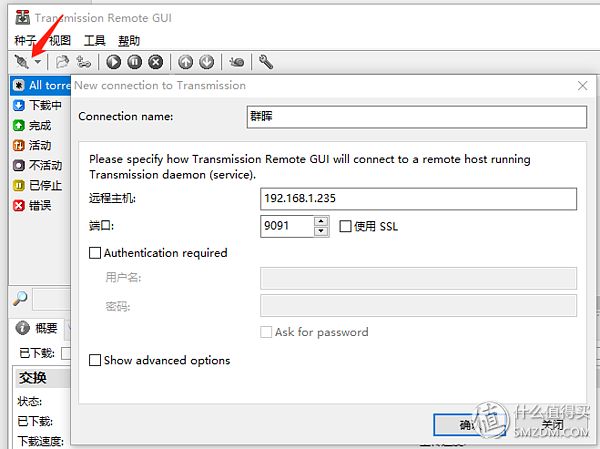 Transmission Remote GUI
种子 视图 工具 帮助
All torre
下载中
完成
活动
不活动
已停止
错误
概要
已下载:
交换
状态:
已下载:
下载速度:
New connection to Transmission
Connection name:
群晖
Please specify how Transmission Remote GUI will connect to a remote host running
Transmission daemon (service).
远程主机:
192.168.1.235
端口:
9091
使用 SSL
Authentication required
用户名:
密码:
Ask for password
Show advanced options
确
关闭
值 什么值得买
SMZDM.COM